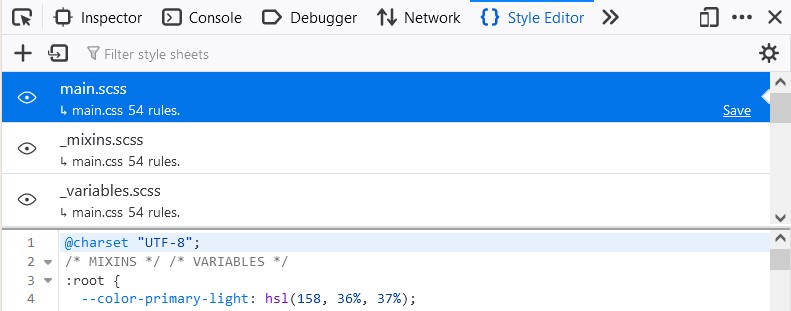 Inspector Console Debugger Network Style Editor
Filter style sheets
main.scss
↳ main.css 54 rules.
Save
_mixins.scss
↳ main.css 54 rules.
_variables.scss
↳ main.css 54 rules.
1 @charset "UTF-8";
2 /* MIXINS */ /* VARIABLES */
3 :root {
4 --color-primary-light: hsl(158, 36%, 37%);